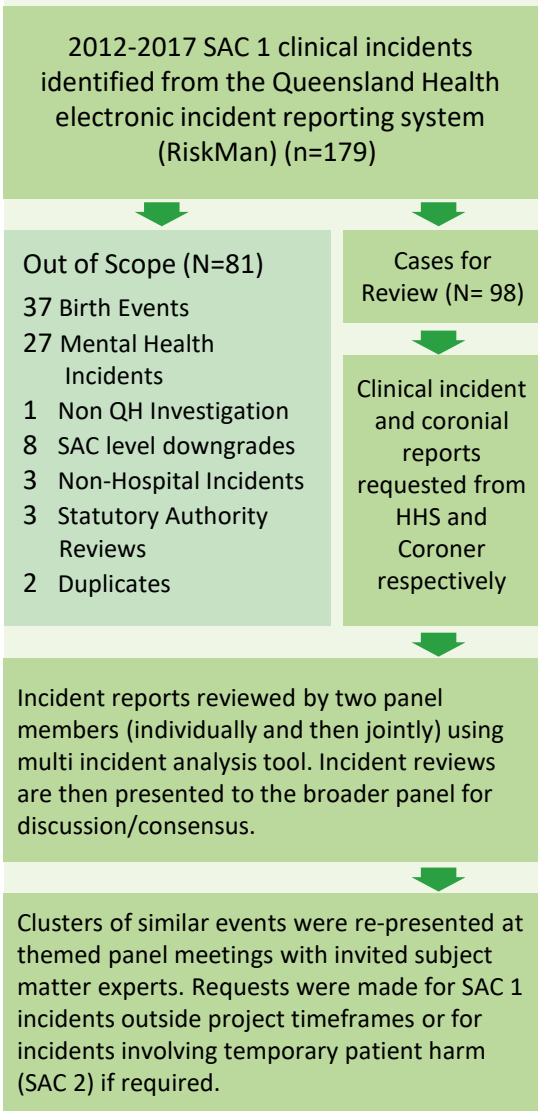 2012-2017 SAC 1 clinical incidents
identified from the Queensland Health
electronic incident reporting system
(RiskMan) (n=179)
Out of Scope (N=81)
37 Birth Events
27 Mental Health
Incidents
1 Non QH Investigation
8 SAC level downgrades
3 Non-Hospital Incidents
3 Statutory Authority
Reviews
2 Duplicates
Cases for
Review (N= 98)
Clinical incident
and coronial
reports
requested from
HHS and
Coroner
respectively
Incident reports reviewed by two panel
members (individually and then jointly) using
multi incident analysis tool. Incident reviews
are then presented to the broader panel for
discussion/consensus.
Clusters of similar events were re-presented at
themed panel meetings with invited subject
matter experts. Requests were made for SAC 1
incidents outside project timeframes or for
incidents involving temporary patient harm
(SAC 2) if required.